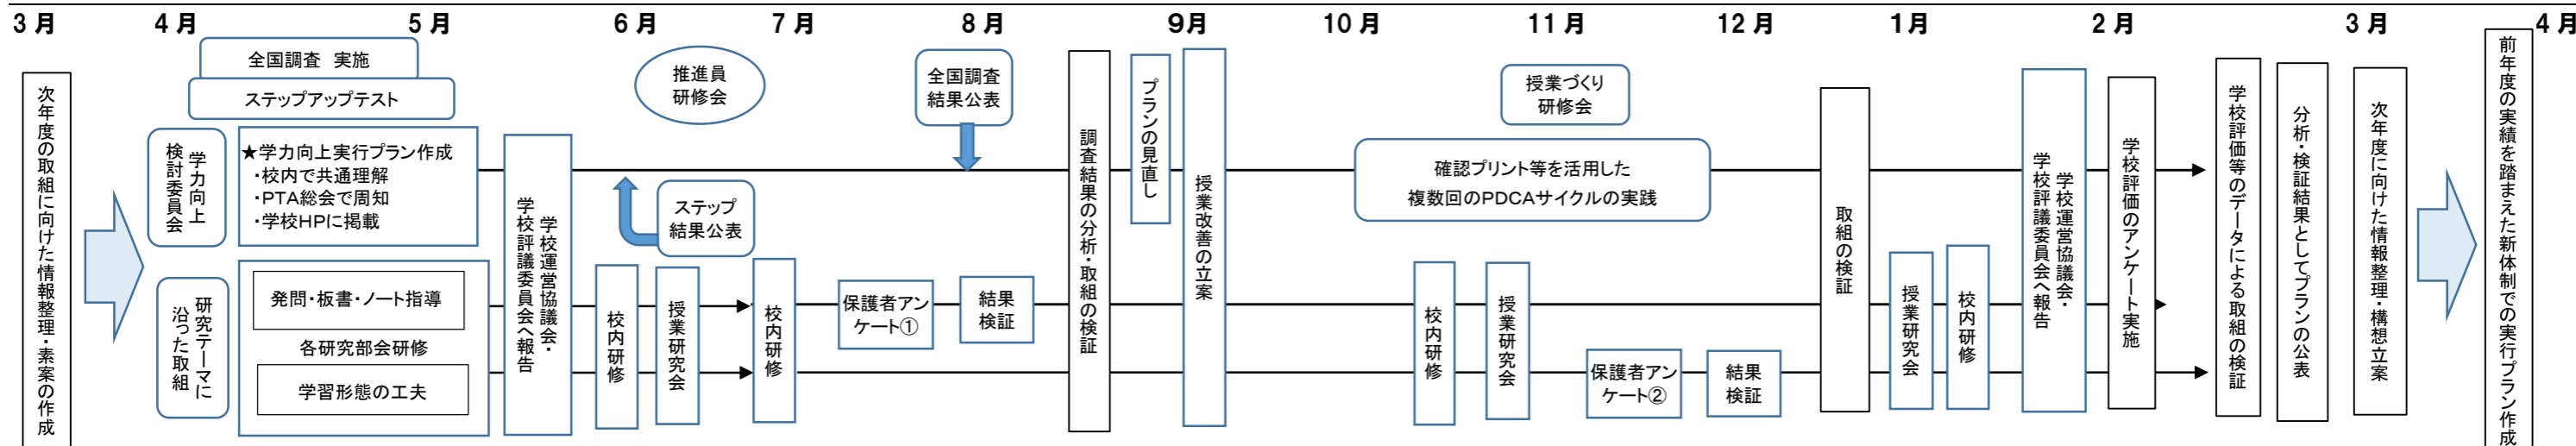 3月
4月
5月
6月
7月
8月
9月
10月
11月
12月
1月
2月
3月
4月
次年度の取組に向けた情報整理・素案の作成
全国調査 実施
ステップアップテスト
学力向上
検討委員会
★学力向上実行プラン作成
・校内で共通理解
・PTA総会で周知
・学校HPに掲載
研究テーマに
沿った取組
発問・板書・ノート指導
各研究部会研修
学習形態の工夫
学校運営協議会・
学校評議委員会へ報告
推進員
研修会
ステップ
結果公表
校内研修
授業研究会
校内研修
全国調査
結果公表
保護者アン
ケート①
結果
検証
調査結果の分析・取組の検証
プランの見直し
授業改善の立案
授業づくり
研修会
確認プリント等を活用した
複数回のPDCAサイクルの実践
校内研修
授業研究会
保護者アン
ケート②
結果
検証
取組の検証
授業研究会
校内研修
学校運営協議会・
学校評議委員会へ報告
学校評価のアンケート実施
学校評価等のデータによる取組の検証
分析・検証結果としてプランの公表
次年度に向けた情報整理・構想立案
前年度の実績を踏まえた新体制での実行プラン作成